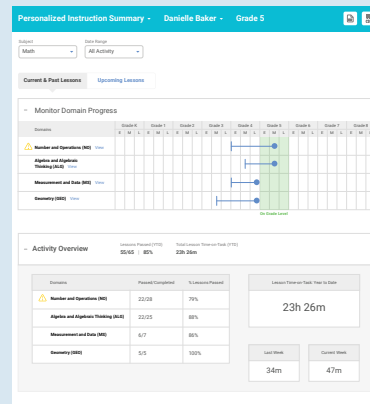 Personalized Instruction Summary - Danielle Baker - Grade 5
Subject
Date Range
Math
All Activity
Current & Past Lessons
Upcoming Lessons
Monitor Domain Progress
Domains
Grade K Grade 1 Grade 2 Grade 3 Grade 4 Grade 5 Grade 6 Grade 7 Grade 8
E M L E M L E M L E M L E M L E M L E M L E M L E M
Number and Operations (NO) View
Algebra and Algebraic
Thinking (ALG) View
Measurement and Data (MS) View
Geometry (GEO) View
On Grade Level
Activity Overview
Lessons Passed (YTD)
55/65 | 85%
Total Lesson Time-on-Task (YTD)
23h 26m
Domains Passed/Completed % Lessons Passed
Number and Operations (NO) 22/28 79%
Algebra and Algebraic Thinking (ALG) 22/25 88%
Measurement and Data (MS) 6/7 86%
Geometry (GEO) 5/5 100%
Lesson Time-on-Task: Year to Date
23h 26m
Last Week
34m
Current Week
47m